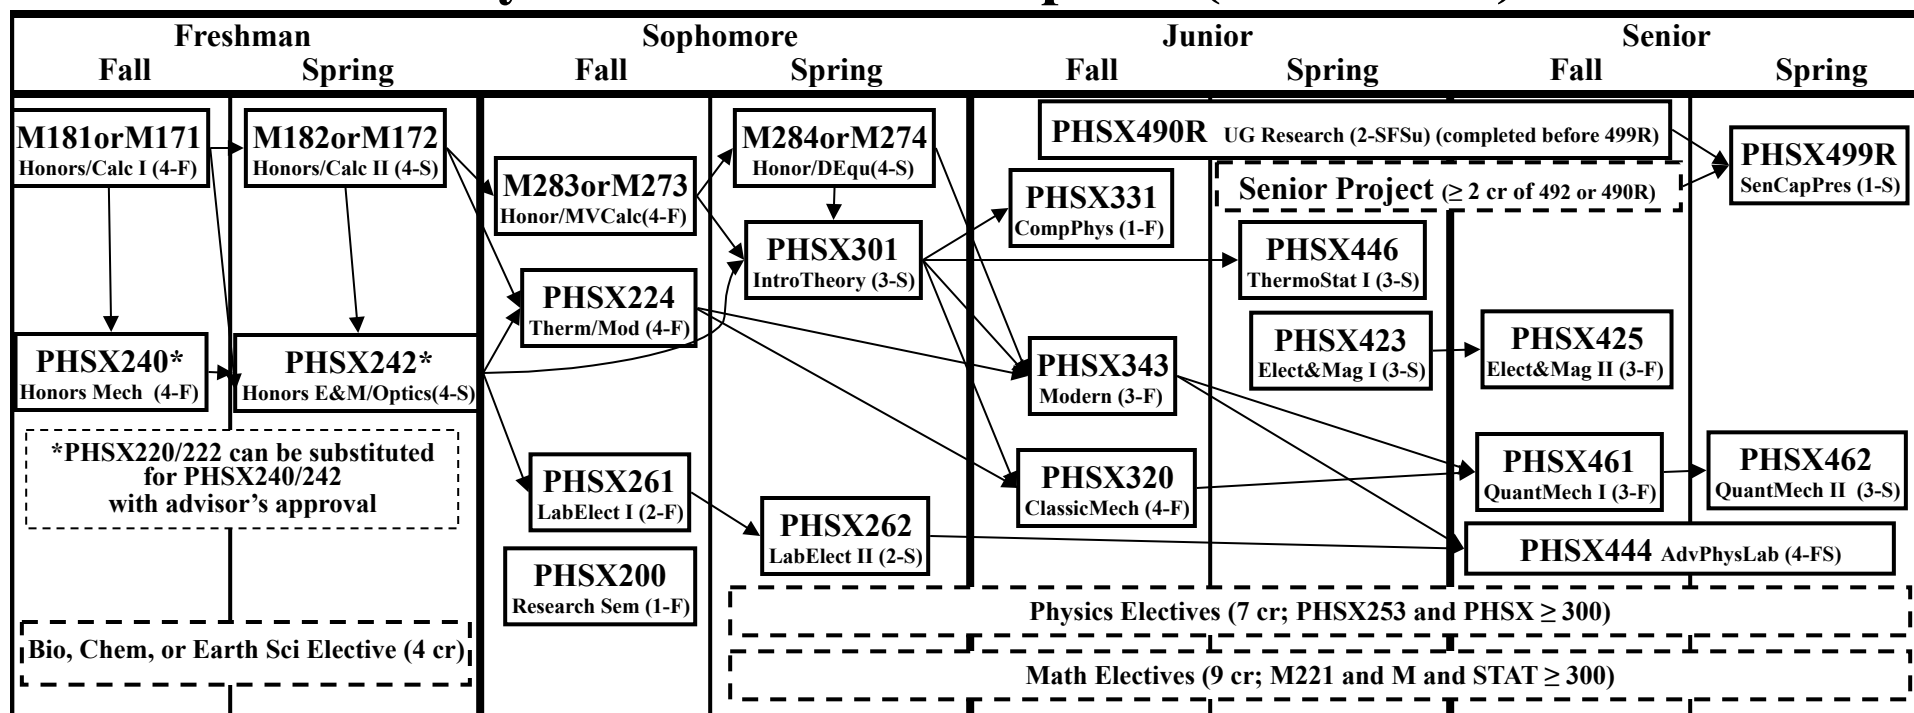 Freshman Sophomore Junior Senior
Fall Spring Fall Spring Fall Spring Fall Spring
M181orM171
Honors/Calc I (4-F)
M182orM172
Honors/Calc II (4-S)
M283orM273
Honor/MVCalc(4-F)
M284orM274
Honor/DEqu(4-S)
PHSX490R UG Research (2-SFSu) (completed before 499R)
PHSX499R
SenCapPres (1-S)
Senior Project (≥ 2 cr of 492 or 490R)
PHSX331
CompPhys (1-F)
PHSX301
IntroTheory (3-S)
PHSX446
ThermoStat I (3-S)
PHSX224
Therm/Mod (4-F)
PHSX240*
Honors Mech (4-F)
PHSX242*
Honors E&M/Optics(4-S)
PHSX343
Modern (3-F)
PHSX423
Elect&Mag I (3-S)
PHSX425
Elect&Mag II (3-F)
*PHSX220/222 can be substituted
for PHSX240/242
with advisor's approval
PHSX261
LabElect I (2-F)
PHSX262
LabElect II (2-S)
PHSX320
ClassicMech (4-F)
PHSX461
QuantMech I (3-F)
PHSX462
QuantMech II (3-S)
PHSX444 AdvPhysLab (4-FS)
PHSX200
Research Sem (1-F)
Physics Electives (7 cr; PHSX253 and PHSX ≥ 300)
Bio, Chem, or Earth Sci Elective (4 cr)
Math Electives (9 cr; M221 and M and STAT ≥ 300)